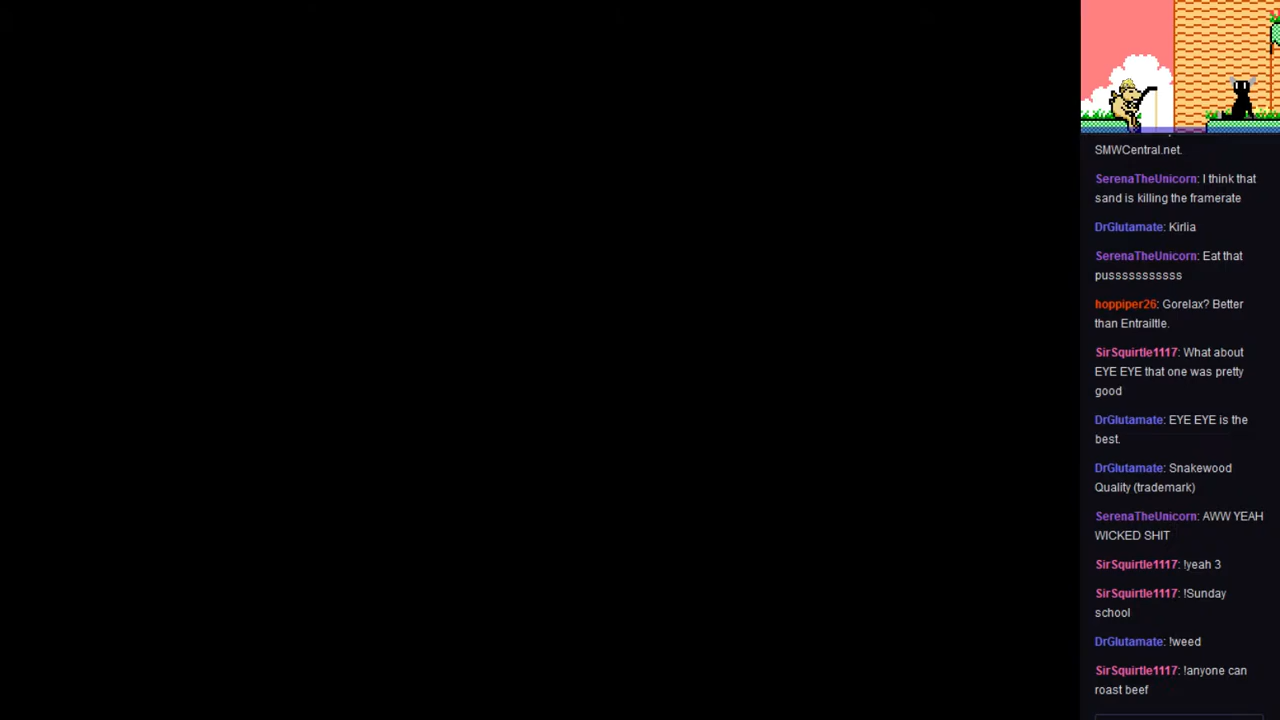 SMWCentral.net.
SerenaTheUnicorn: I think that
sand is killing the framerate
DrGlutamate: Kirlia
SerenaTheUnicorn: Eat that
pusssssssssss
hoppiper26: Gorelax? Better
than Entrailtle.
SirSquirtle1117: What about
EYE EYE that one was pretty
good
DrGlutamate: EYE EYE is the
best.
DrGlutamate: Snakewood
Quality (trademark)
SerenaTheUnicorn: AWW YEAH
WICKED SHIT
SirSquirtle1117: !yeah 3
SirSquirtle1117: !Sunday
school
DrGlutamate: !weed
SirSquirtle1117: !anyone can
roast beef